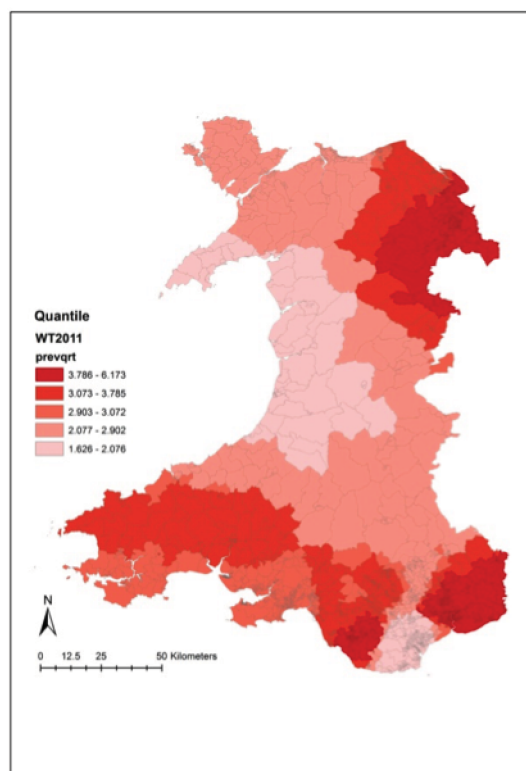 Quantile
WT2011
prevqrt
3.786 - 6.173
3.073 - 3.785
2.903 - 3.072
2.077 - 2.902
1.626 - 2.076
N
0 12.5 25 50 Kilometers